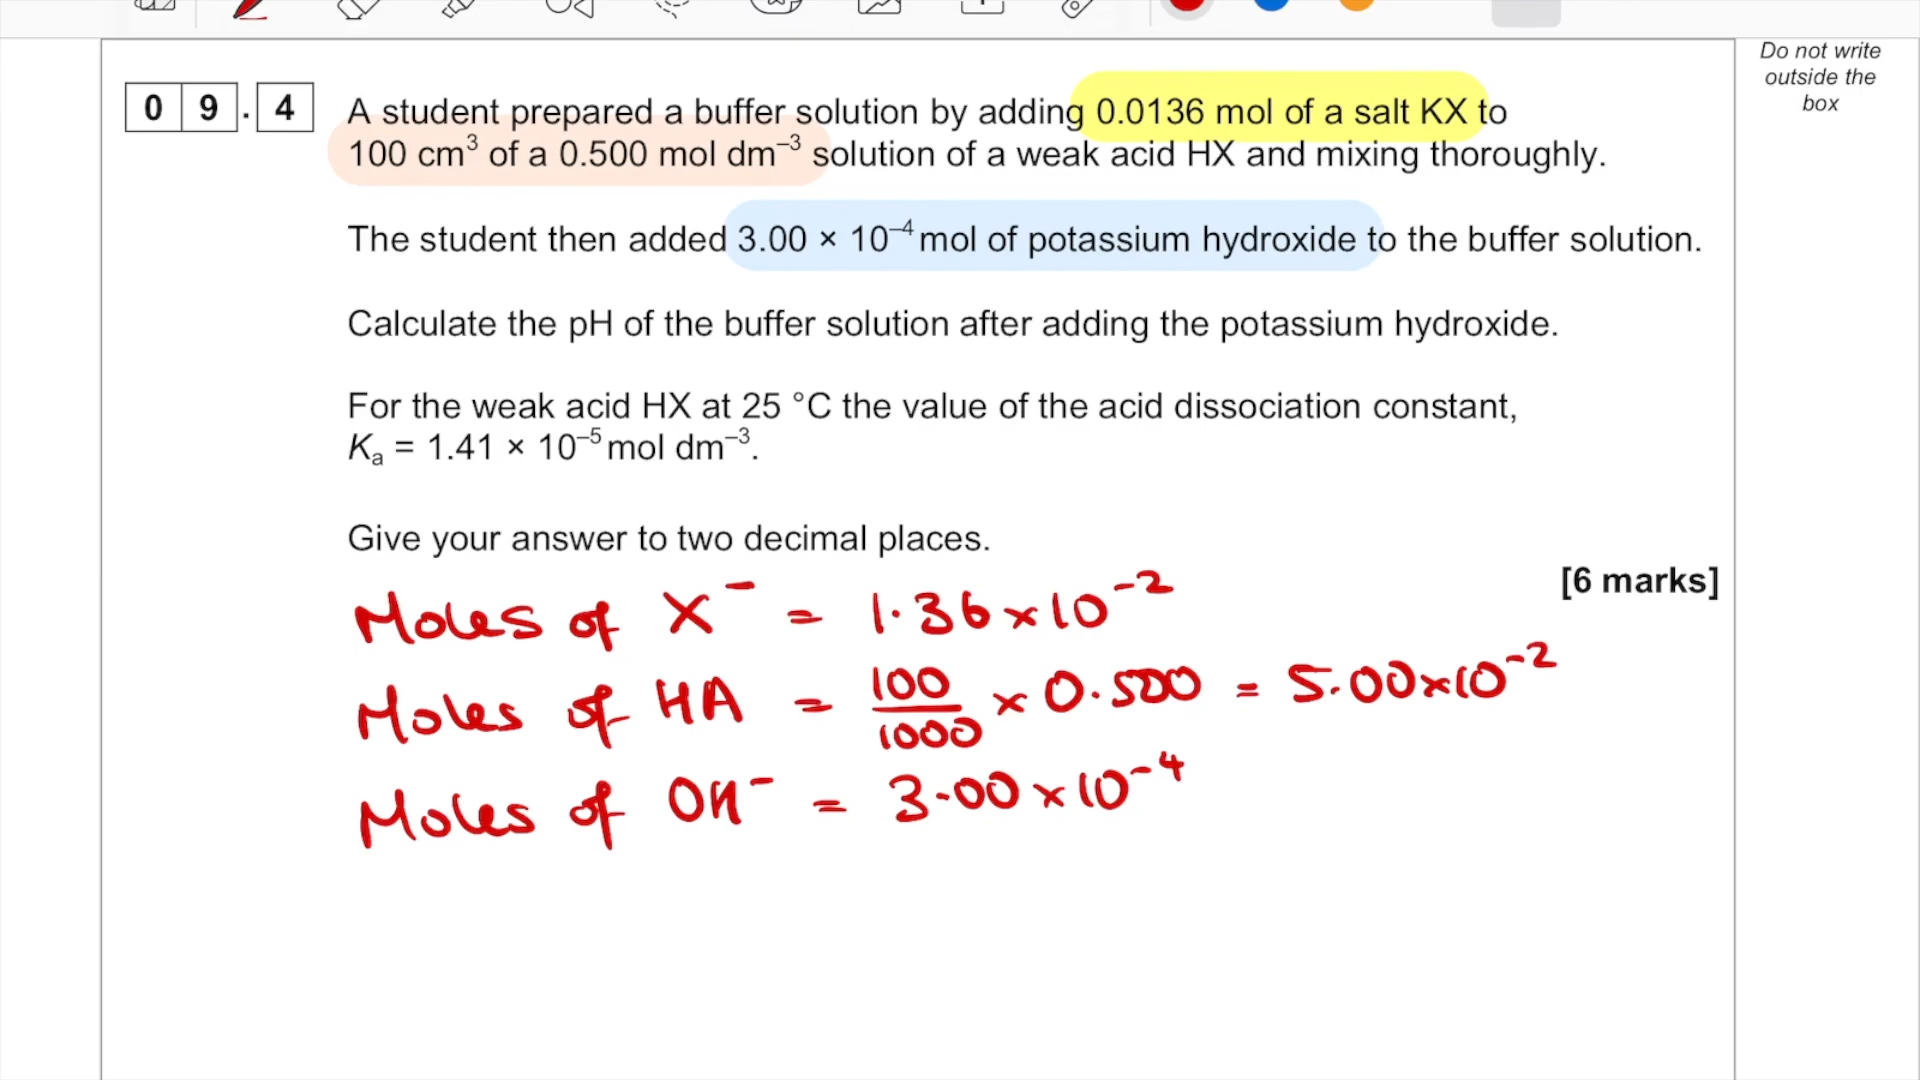 Do not write
outside the
box
09.4 A student prepared a buffer solution by adding 0.0136 mol of a salt KX to
100 cm³ of a 0.500 mol dm⁻³ solution of a weak acid HX and mixing thoroughly.
The student then added 3.00 × 10⁻⁴ mol of potassium hydroxide to the buffer solution.
Calculate the pH of the buffer solution after adding the potassium hydroxide.
For the weak acid HX at 25 °C the value of the acid dissociation constant,
Kₐ = 1.41 × 10⁻⁵ mol dm⁻³.
Give your answer to two decimal places.
[6 marks]
Moles of X⁻ = 1.36 × 10⁻²
Moles of HA = 100/1000 × 0.500 = 5.00 × 10⁻²
Moles of OH⁻ = 3.00 × 10⁻⁴